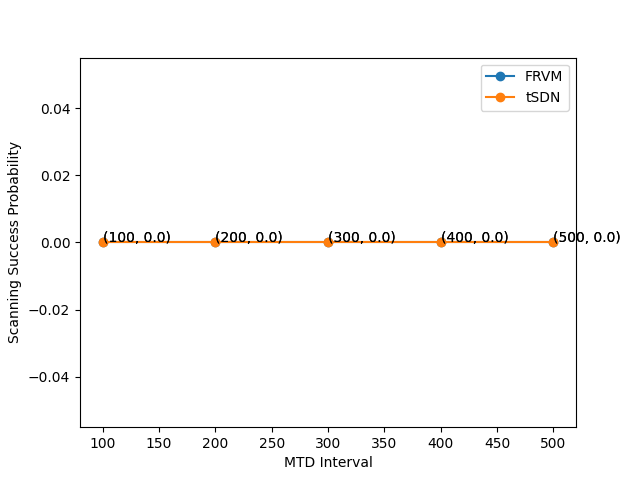 FRVM
tSDN
0.04
0.02
0.00
−0.02
−0.04
Scanning Success Probability
(100, 0.0) (200, 0.0) (300, 0.0) (400, 0.0) (500, 0.0)
100 150 200 250 300 350 400 450 500
MTD Interval